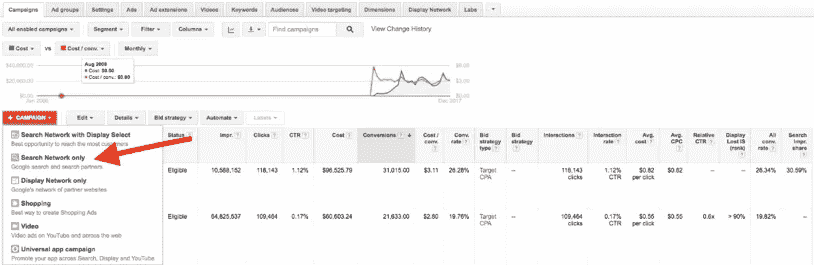 Campaigns Ad groups Settings Ads Ad extensions Videos Keywords Audiences Video targeting Dimensions Display Network Labs
All enabled campaigns Segment Filter Columns Find campaigns View Change History
Cost VS Cost / conv. Monthly
Aug 2008
Cost: $0.00
Cost / conv.: $0.00
$40,000.00 $6.00
$20,000.00 $3.00
$0.00 $0.00
Jan 2008 Dec 2017
+ CAMPAIGN Edit Details Bid strategy Automate Labels
Search Network with Display Select
Best opportunity to reach the most customers
Search Network only
Google search and search partners
Display Network only
Google's network of partner websites
Shopping
Best way to create Shopping Ads
Video
Video ads on YouTube and across the web
Universal app campaign
Promote your app across Search, Display and YouTube
Status Impr. Clicks CTR Cost Conversions Cost / conv. Conv. rate Bid strategy type Bid strategy Interactions Interaction rate Avg. cost Avg. CPC Relative CTR Display Lost IS (rank) All conv. rate Search Impr. share
Eligible 10,588,152 118,143 1.12% $96,525.79 31,015.00 $3.11 26.28% Target CPA -- 118,143 clicks 1.12% CTR $0.82 per click $0.82 -- -- 26.34% 30.59%
Eligible 64,825,637 109,464 0.17% $60,603.24 21,633.00 $2.80 19.76% Target CPA -- 109,464 clicks 0.17% CTR $0.55 per click $0.55 0.6x > 90% 19.82%